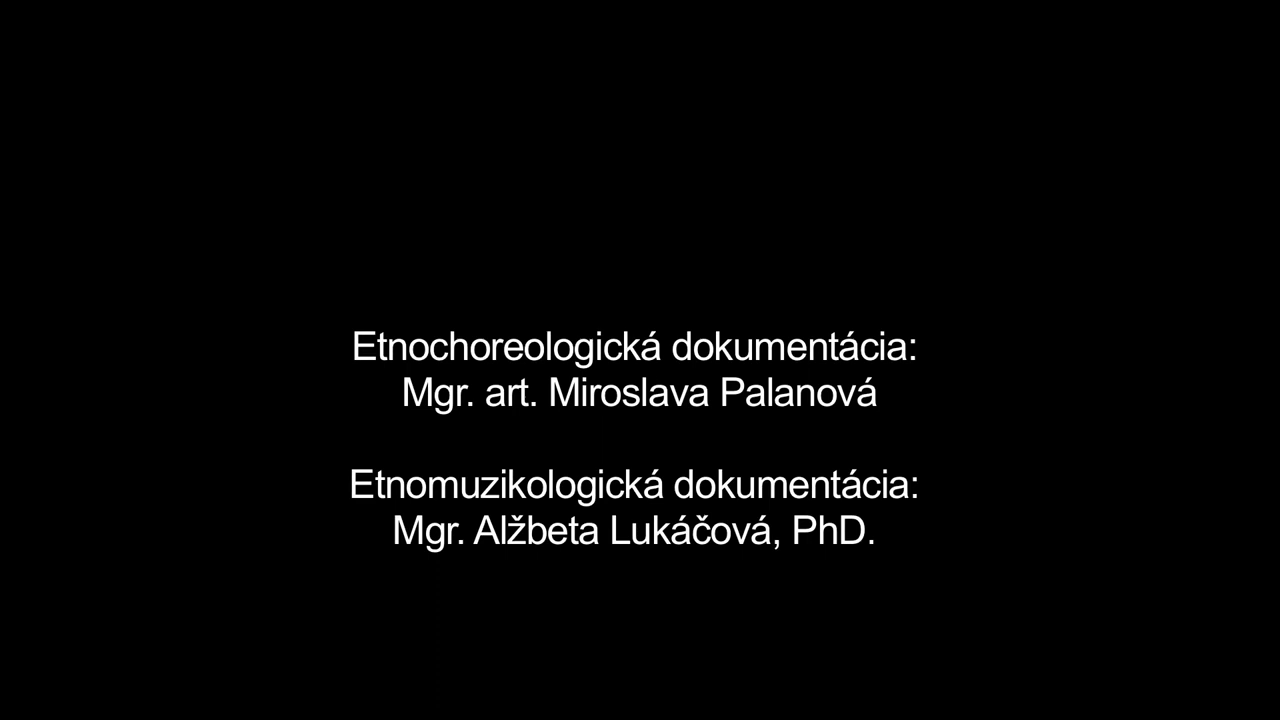 Etnochoreologická dokumentácia:
Mgr. art. Miroslava Palanová
Etnomuzikologická dokumentácia:
Mgr. Alžbeta Lukáčová, PhD.